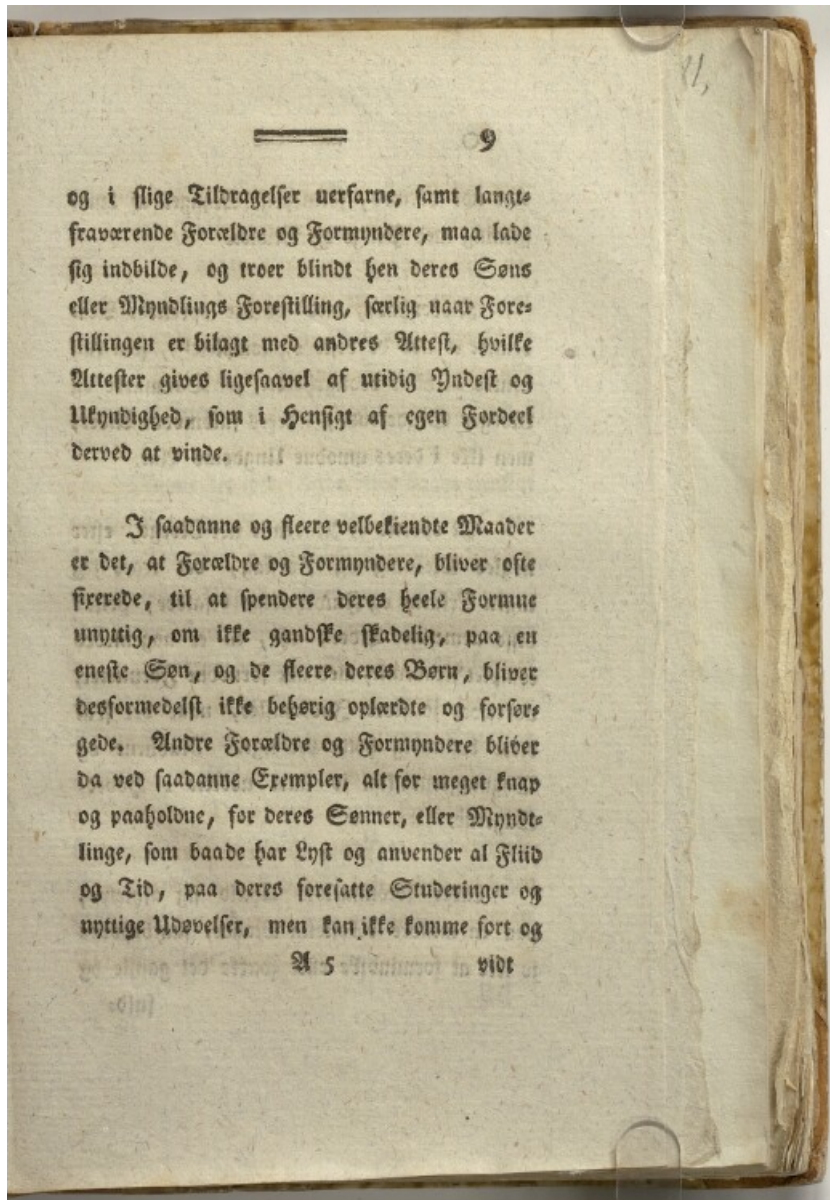 9
og i slige Tildragelser uerfarne, samt langt-
fraværende Forældre og Formyndere, maa lade
sig indbilde, og troer blindt hen deres Søns
eller Myndlings Forestilling, særlig naar Fore-
stillingen er bilagt med andres Attest, hvilke
Attester gives ligesaavel af utidig Yndest og
Ukyndighed, som i Hensigt af egen Fordeel
derved at vinde.
I saadanne og fleere velbekiendte Maader
er det, at Forældre og Formyndere, bliver ofte
fixerede, til at spendere deres heele Formue
unyttig, om ikke gandske skadelig, paa en
eneste Søn, og de fleere deres Børn, bliver
desformedelst ikke behørig oplærdte og forsør-
gede. Andre Forældre og Formyndere bliver
da ved saadanne Exempler, alt for meget knap
og paaholdne, for deres Sønner, eller Myndt-
linge, som baade har Lyst og anvender al Fliid
og Tid, paa deres foresatte Studeringer og
nyttige Udøvelser, men kan ikke komme fort og
A 5 vidt